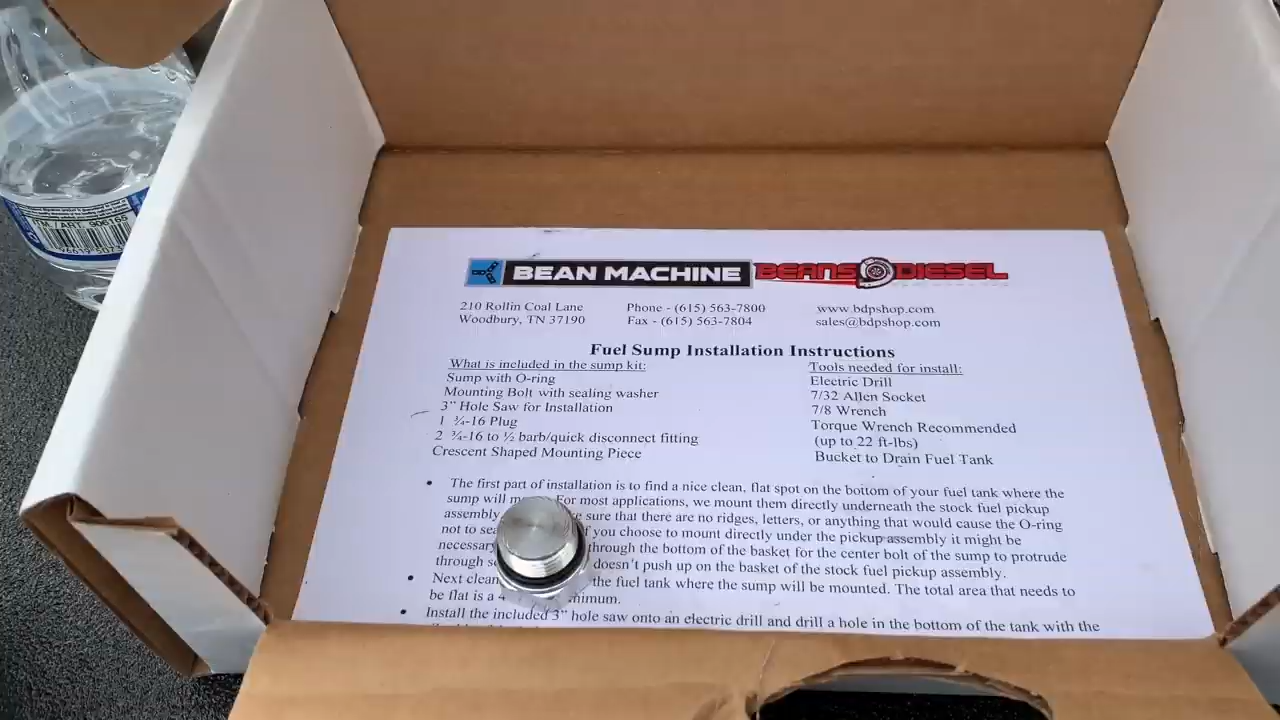 BEAN MACHINE BEANS DIESEL
210 Rollin Coal Lane Phone - (615) 563-7800 www.bdpshop.com
Woodbury, TN 37190 Fax - (615) 563-7804 sales@bdpshop.com
Fuel Sump Installation Instructions
What is included in the sump kit: Tools needed for install:
Sump with O-ring Electric Drill
Mounting Bolt with sealing washer 7/32 Allen Socket
3” Hole Saw for Installation 7/8 Wrench
1 ¾-16 Plug Torque Wrench Recommended
2 ¾-16 to ½ barb/quick disconnect fitting (up to 22 ft-lbs)
Crescent Shaped Mounting Piece Bucket to Drain Fuel Tank
• The first part of installation is to find a nice clean, flat spot on the bottom of your fuel tank where the
sump will For most applications, we mount them directly underneath the stock fuel pickup
assembly sure that there are no ridges, letters, or anything that would cause the O-ring
not to you choose to mount directly under the pickup assembly it might be
necessary through the bottom of the basket for the center bolt of the sump to protrude
through doesn’t push up on the basket of the stock fuel pickup assembly.
• Next clean the fuel tank where the sump will be mounted. The total area that needs to
be flat is a
• Install the included 3” hole saw onto an electric drill and drill a hole in the bottom of the tank with the
ITM./ART. 906165